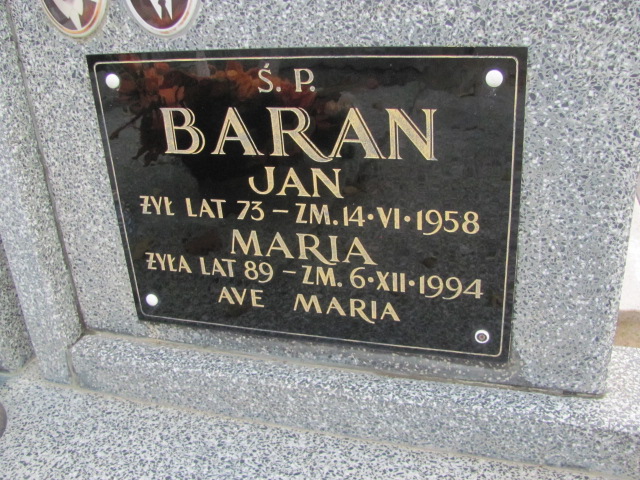 Ś. P.
BARAN
JAN
ŻYŁ LAT 73 – ZM. 14·VI·1958
MARIA
ŻYŁA LAT 89 – ZM. 6·XII·1994
AVE MARIA